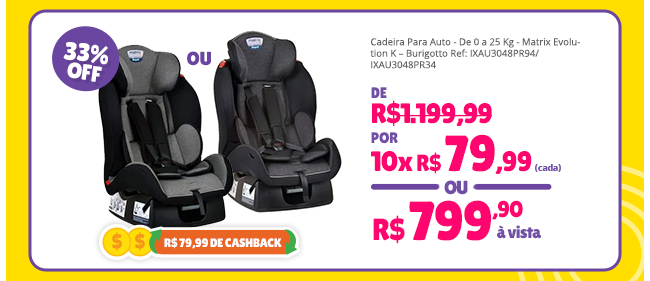 33%
OFF
OU
Cadeira Para Auto - De 0 a 25 Kg - Matrix Evolu-
tion K – Burigotto Ref: IXAU3048PR94/
IXAU3048PR34
DE
R$1.199,99
POR
10x R$ 79,99 (cada)
OU
R$ 799,90
à vista
$ $ R$ 79,99 DE CASHBACK